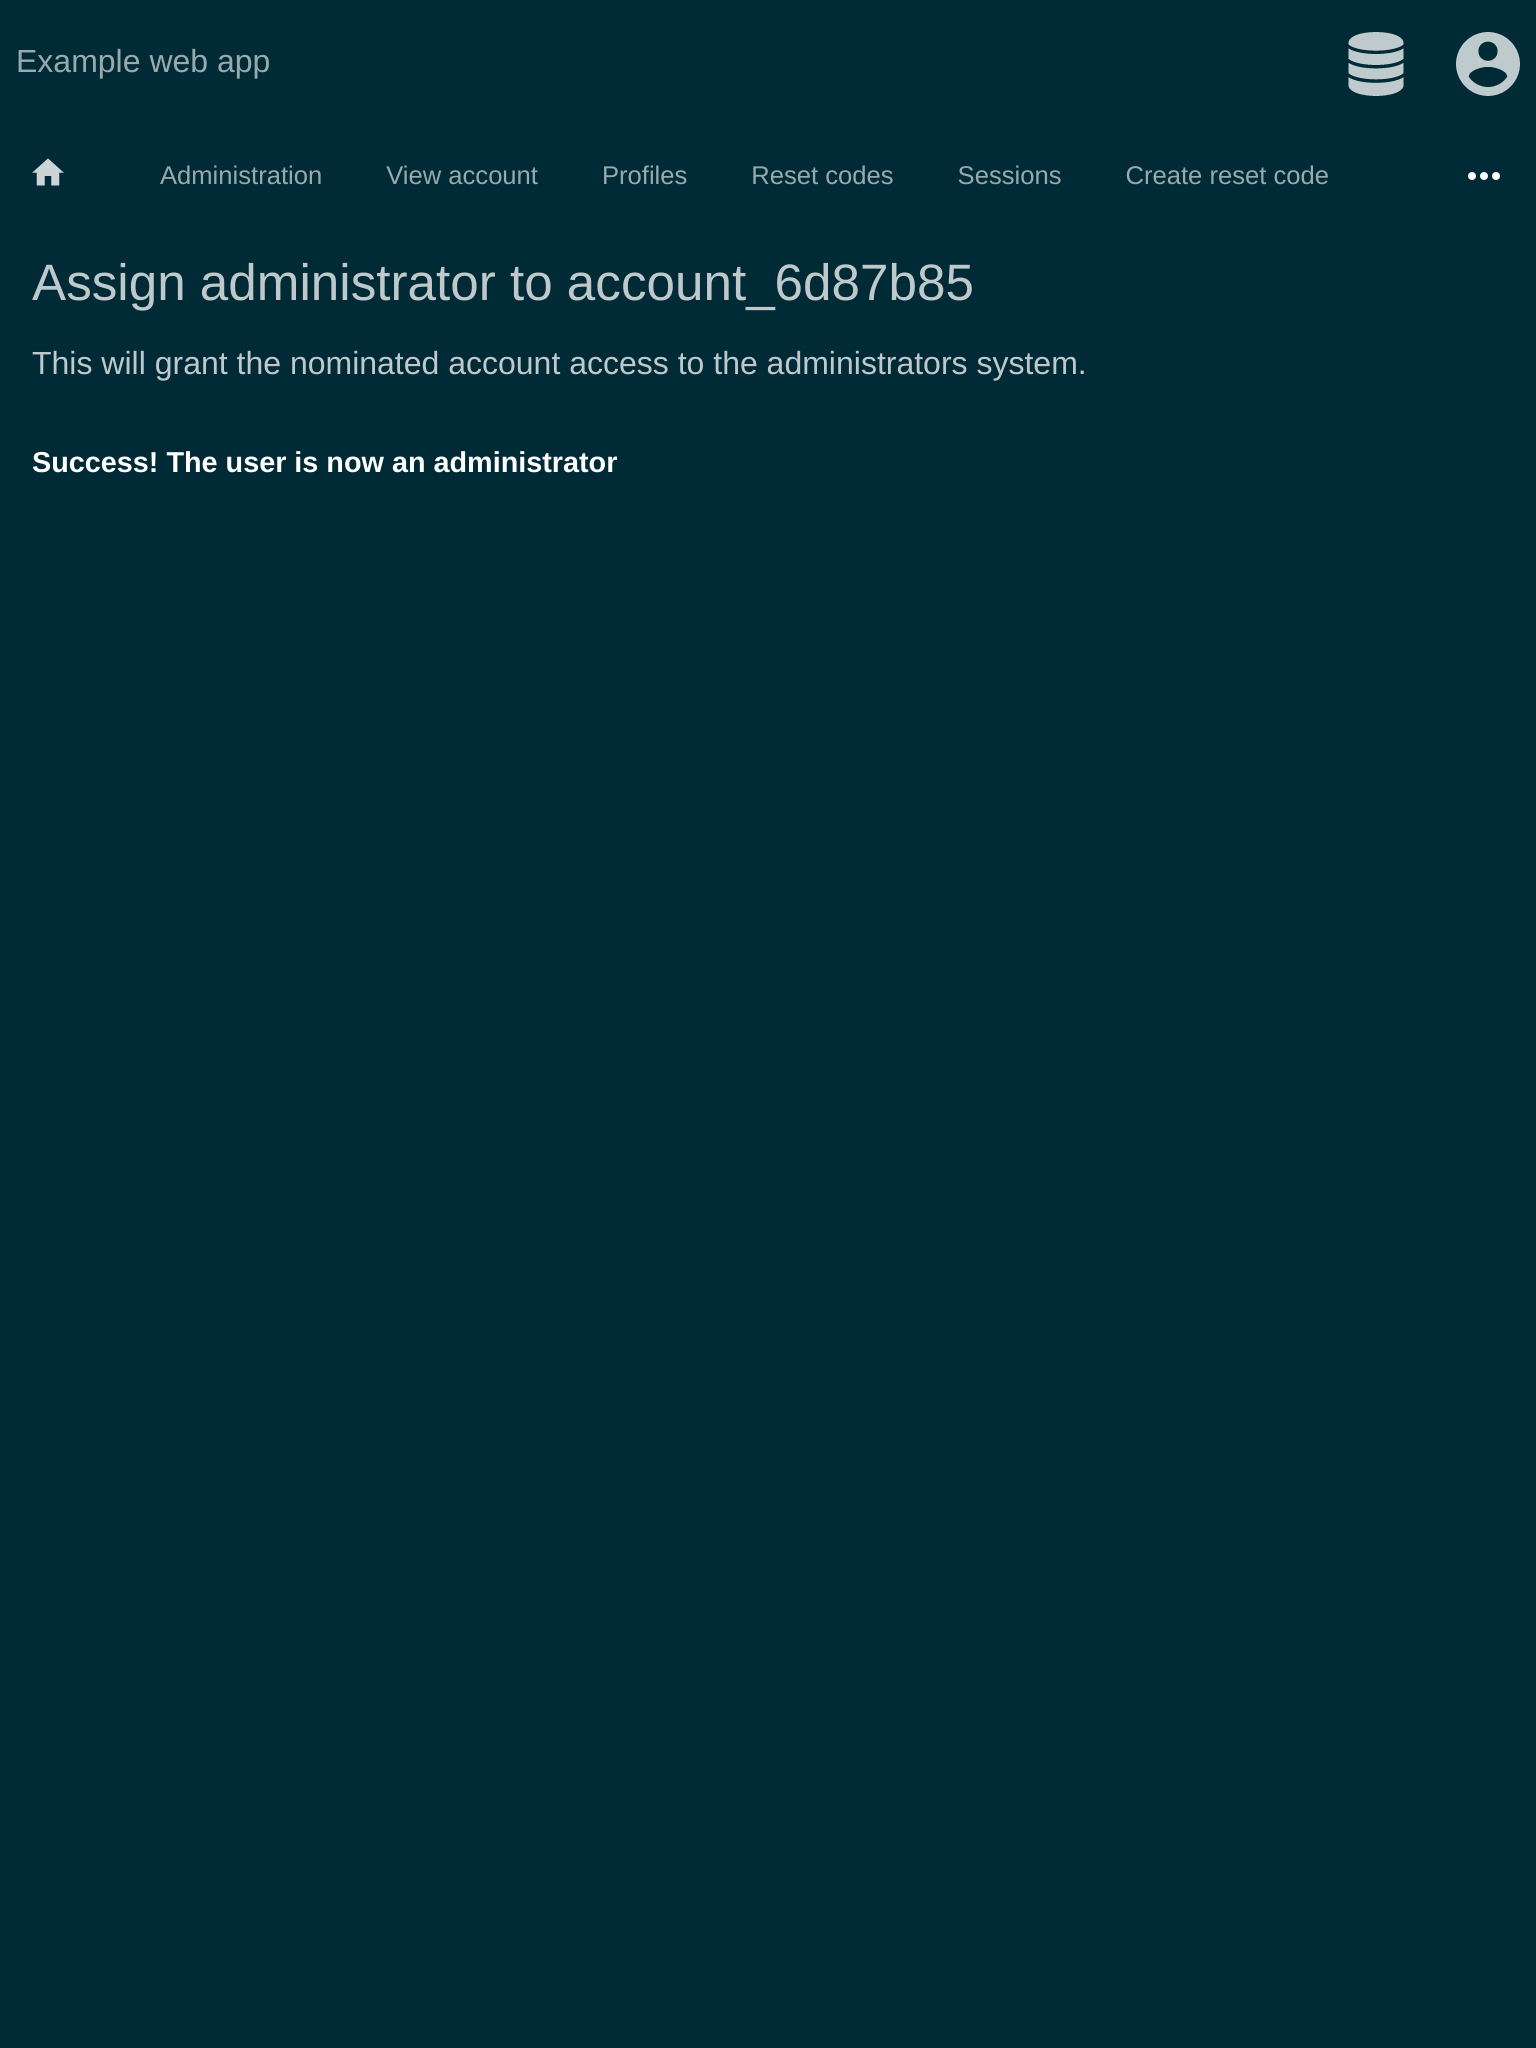 Example web app
Administration View account Profiles Reset codes Sessions Create reset code
Assign administrator to account_6d87b85
This will grant the nominated account access to the administrators system.
Success! The user is now an administrator